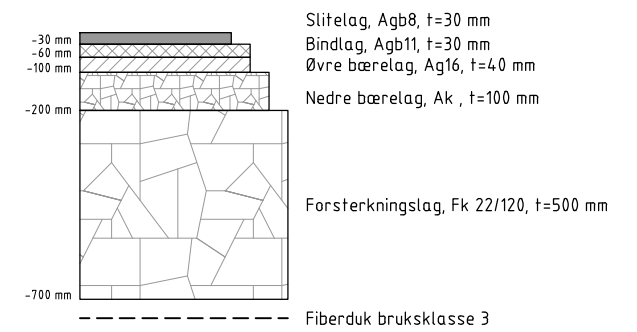 Slitelag, Agb8, t=30 mm
-30 mm
Bindlag, Agb11, t=30 mm
-60 mm
Øvre bærelag, Ag16, t=40 mm
-100 mm
Nedre bærelag, Ak , t=100 mm
-200 mm
Forsterkningslag, Fk 22/120, t=500 mm
-700 mm
Fiberduk bruksklasse 3